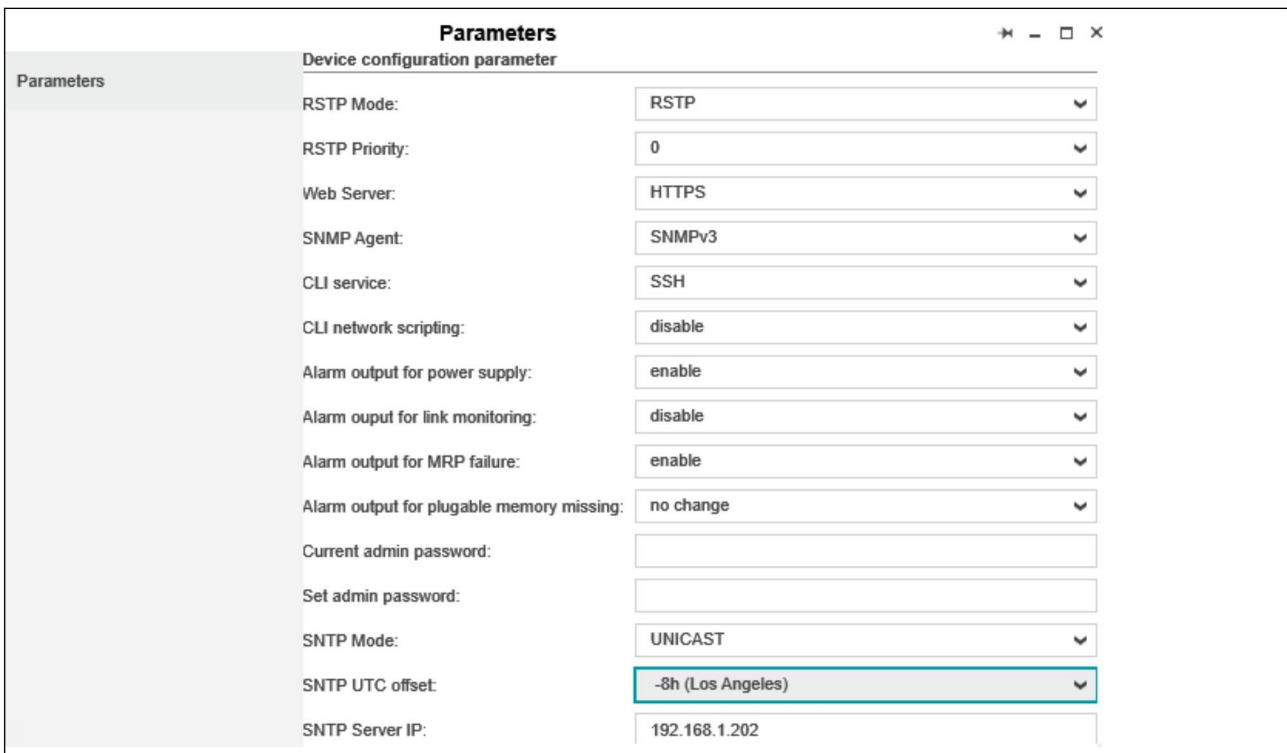 Parameters
Device configuration parameter
Parameters
RSTP Mode: RSTP
RSTP Priority: 0
Web Server: HTTPS
SNMP Agent: SNMPv3
CLI service: SSH
CLI network scripting: disable
Alarm output for power supply: enable
Alarm ouput for link monitoring: disable
Alarm output for MRP failure: enable
Alarm output for plugable memory missing: no change
Current admin password:
Set admin password:
SNTP Mode: UNICAST
SNTP UTC offset: -8h (Los Angeles)
SNTP Server IP: 192.168.1.202